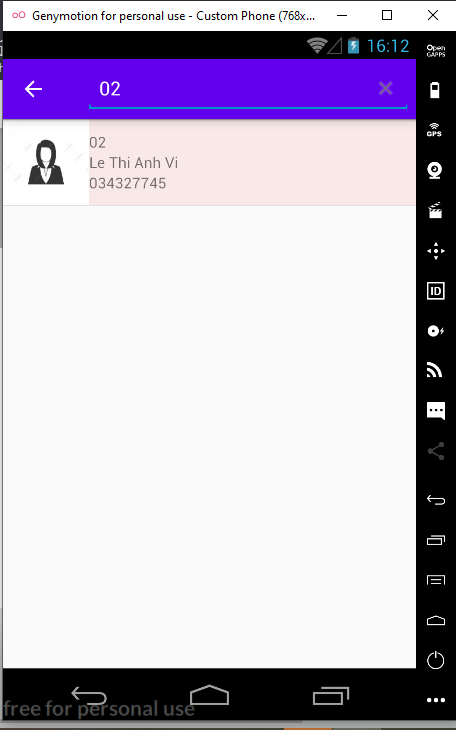 Genymotion for personal use - Custom Phone (768x...
16:12
02
02
Le Thi Anh Vi
034327745
free for personal use
Open
GAPPS
GPS
ID